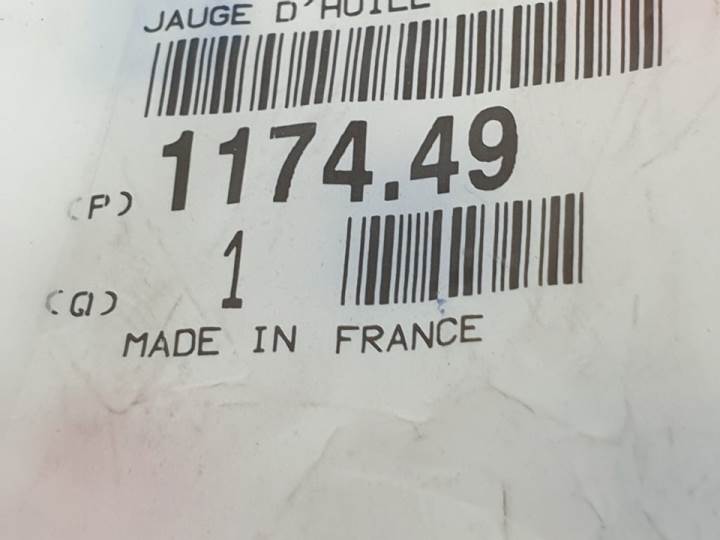 JAUGE D'HUILE
1174.49
(P)
1
(Q)
MADE IN FRANCE